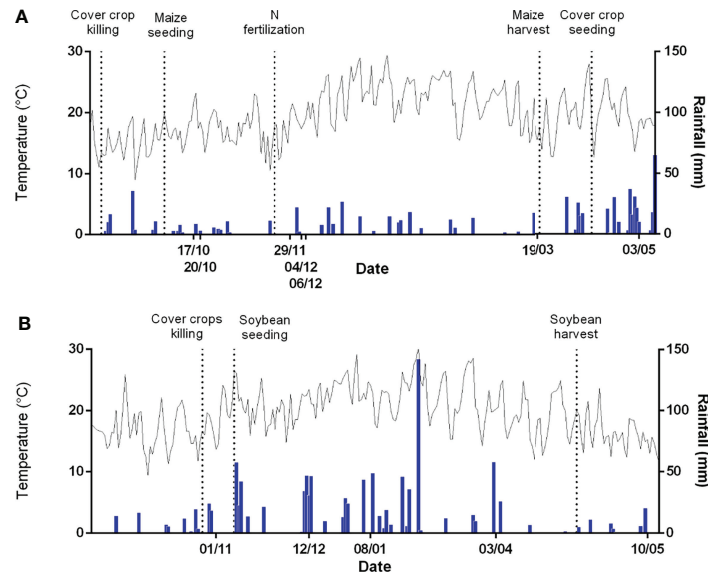 A
Cover crop
killing
Maize
seeding
N
fertilization
Maize
harvest
Cover crop
seeding
Temperature (°C)
30
20
10
0
150
100
50
0
Rainfall (mm)
17/10
20/10
29/11
04/12
06/12
19/03
03/05
Date
B
Cover crops
killing
Soybean
seeding
Soybean
harvest
Temperature (°C)
30
20
10
0
150
100
50
0
Rainfall (mm)
01/11
12/12
08/01
03/04
10/05
Date